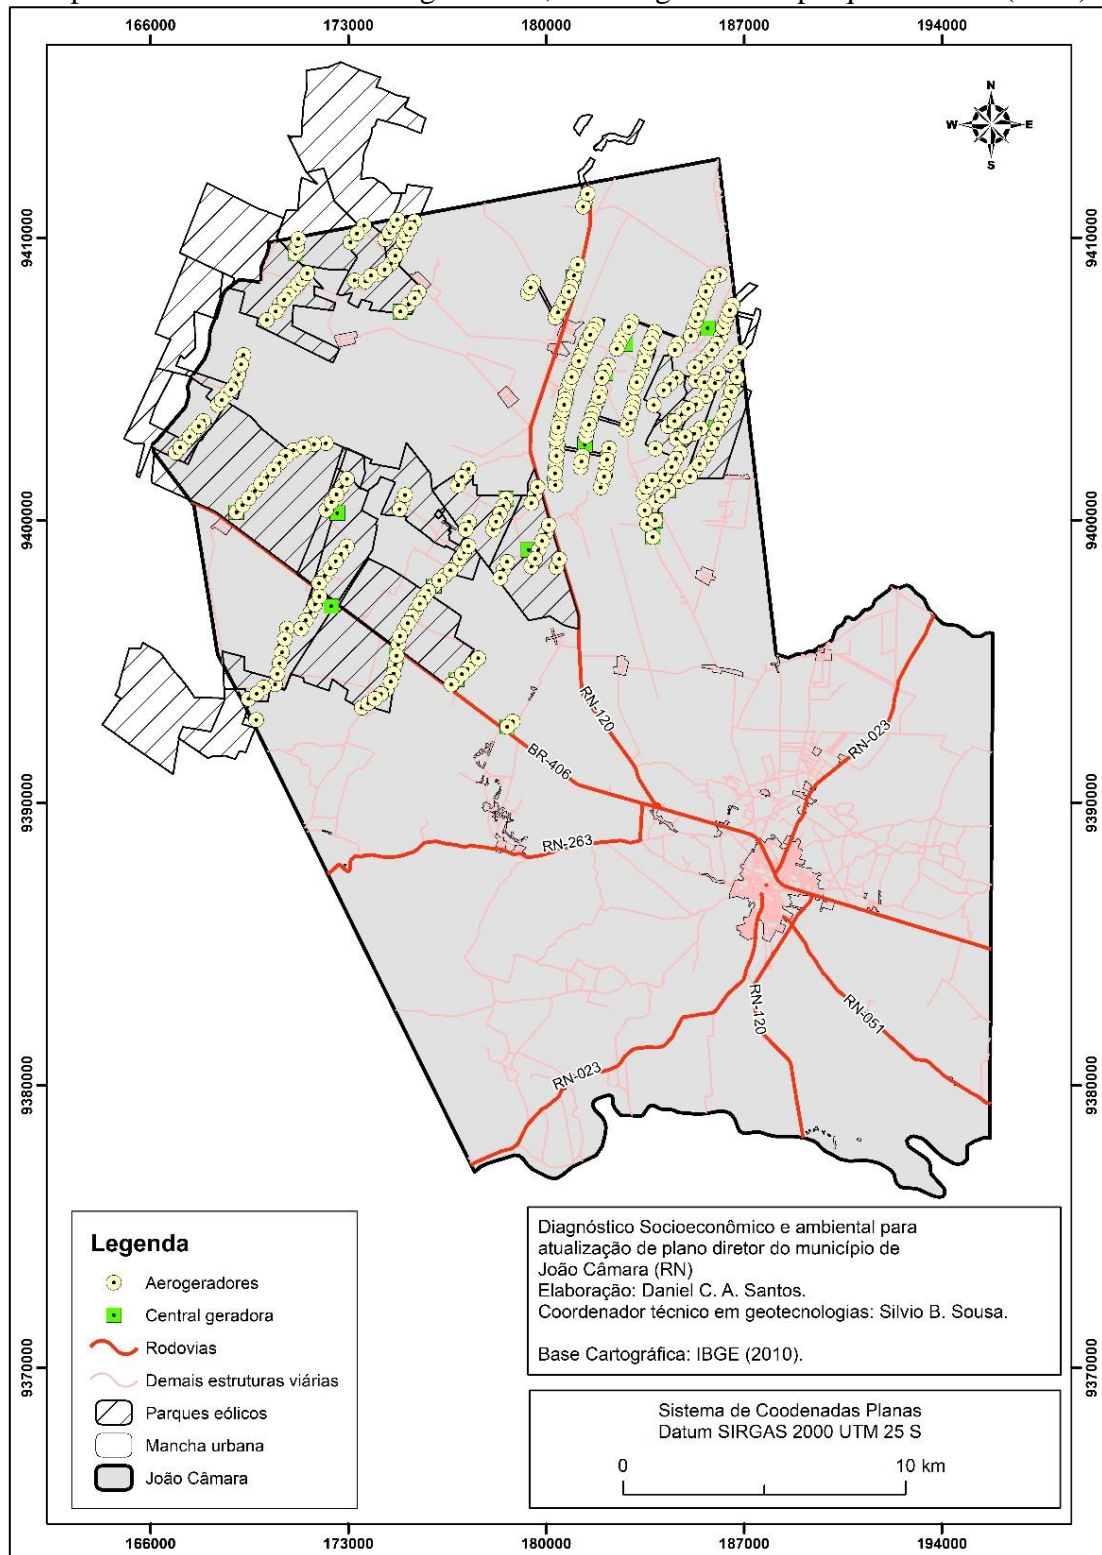 166000 173000 180000 187000 194000
N
W E
S
9410000 9410000
9400000 9400000
RN-120
RN-023
BR-406
9390000 9390000
RN-263
RN-120
RN-051
RN-023
9380000 9380000
Legenda
Aerogeradores
Central geradora
Rodovias
Demais estruturas viárias
Parques eólicos
Mancha urbana
João Câmara
Diagnóstico Socioeconômico e ambiental para
atualização de plano diretor do município de
João Câmara (RN)
Elaboração: Daniel C. A. Santos.
Coordenador técnico em geotecnologias: Silvio B. Sousa.
Base Cartográfica: IBGE (2010).
9370000 9370000
Sistema de Coodenadas Planas
Datum SIRGAS 2000 UTM 25 S
0 10 km
166000 173000 180000 187000 194000